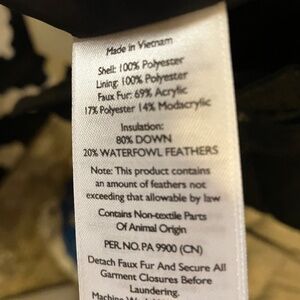 Made in Vietnam
Shell: 100% Polyester
Lining: 100% Polyester
Faux Fur: 69% Acrylic
17% Polyester 14% Modacrylic
Insulation:
80% DOWN
20% WATERFOWL FEATHERS
Note: This product contains
an amount of feathers not
exceeding that allowable by law
Contains Non-textile Parts
Of Animal Origin
PER. NO. PA 9900 (CN)
Detach Faux Fur And Secure All
Garment Closures Before
Laundering.
Machine